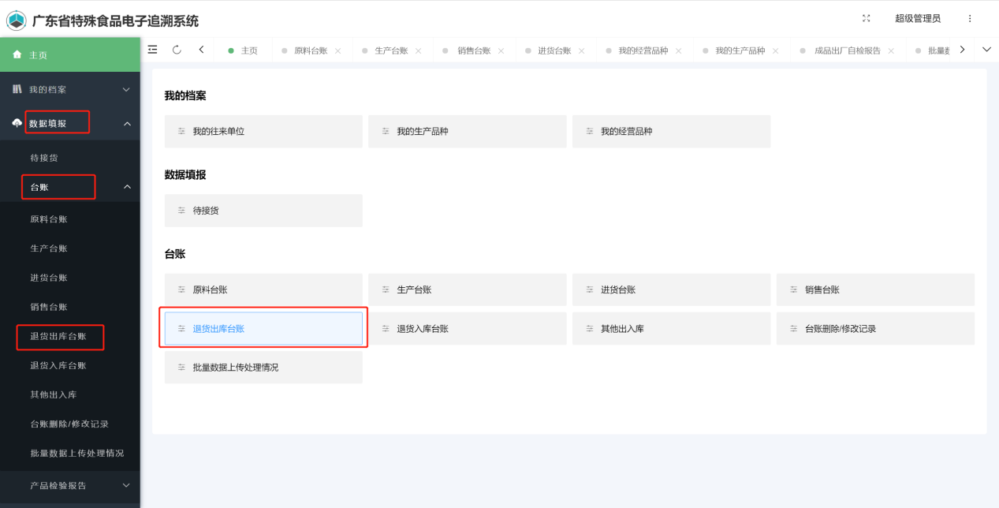 广东省特殊食品电子追溯系统
超级管理员
主页
原料台账
生产台账
销售台账
进货台账
我的经营品种
我的生产品种
成品出厂自检报告
批量
主页
我的档案
数据填报
待接货
台账
原料台账
生产台账
进货台账
销售台账
退货出库台账
退货入库台账
其他出入库
台账删除/修改记录
批量数据上传处理情况
产品检验报告
我的档案
我的往来单位
我的生产品种
我的经营品种
数据填报
待接货
台账
原料台账
生产台账
进货台账
销售台账
退货出库台账
退货入库台账
其他出入库
台账删除/修改记录
批量数据上传处理情况